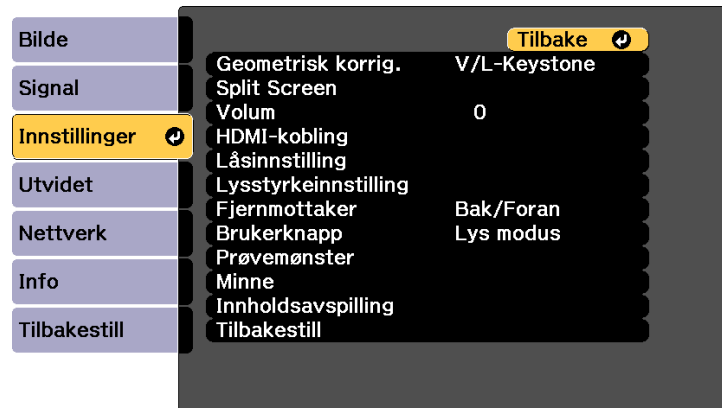 Bilde
Signal
Innstillinger
Utvidet
Nettverk
Info
Tilbakestill
Tilbake
Geometrisk korrig. V/L-Keystone
Split Screen
Volum 0
HDMI-kobling
Låsinnstilling
Lysstyrkeinnstilling
Fjernmottaker Bak/Foran
Brukerknapp Lys modus
Prøvemønster
Minne
Innholdsavspilling
Tilbakestill